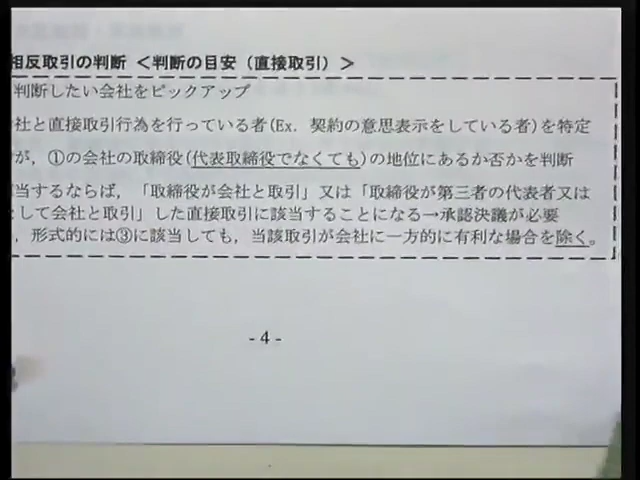 相反取引の判断 <判断の目安（直接取引）>
判断したい会社をピックアップ
社と直接取引行為を行っている者(Ex. 契約の意思表示をしている者)を特定
が，①の会社の取締役(代表取締役でなくても)の地位にあるか否かを判断
当するならば，「取締役が会社と取引」又は「取締役が第三者の代表者又は
して会社と取引」した直接取引に該当することになる→承認決議が必要
，形式的には③に該当しても，当該取引が会社に一方的に有利な場合を除く。
- 4 -